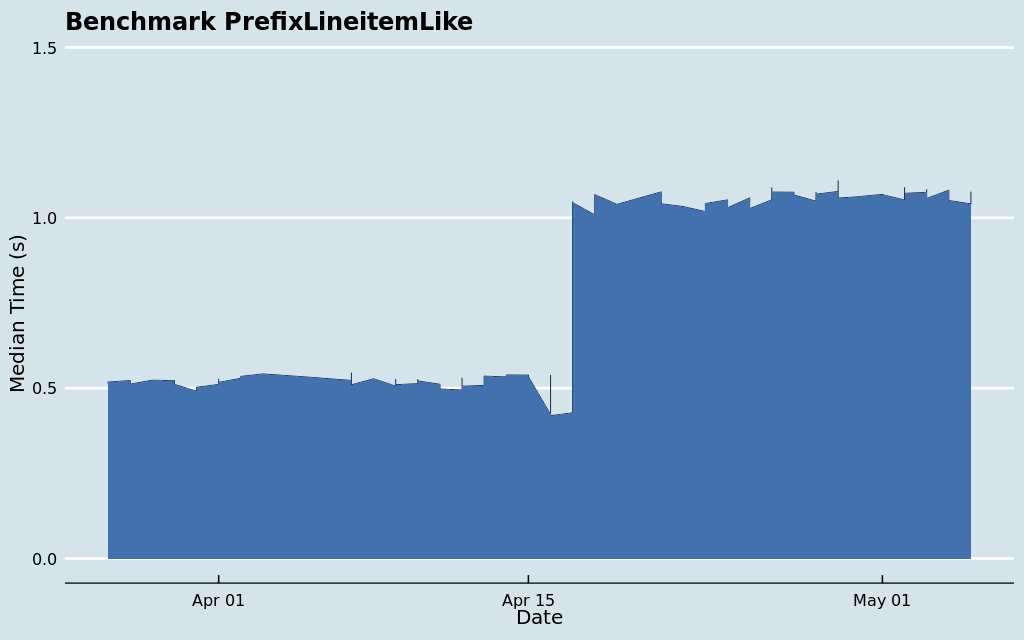 Benchmark PrefixLineitemLike
Median Time (s)
1.5
1.0
0.5
0.0
Apr 01
Apr 15
May 01
Date